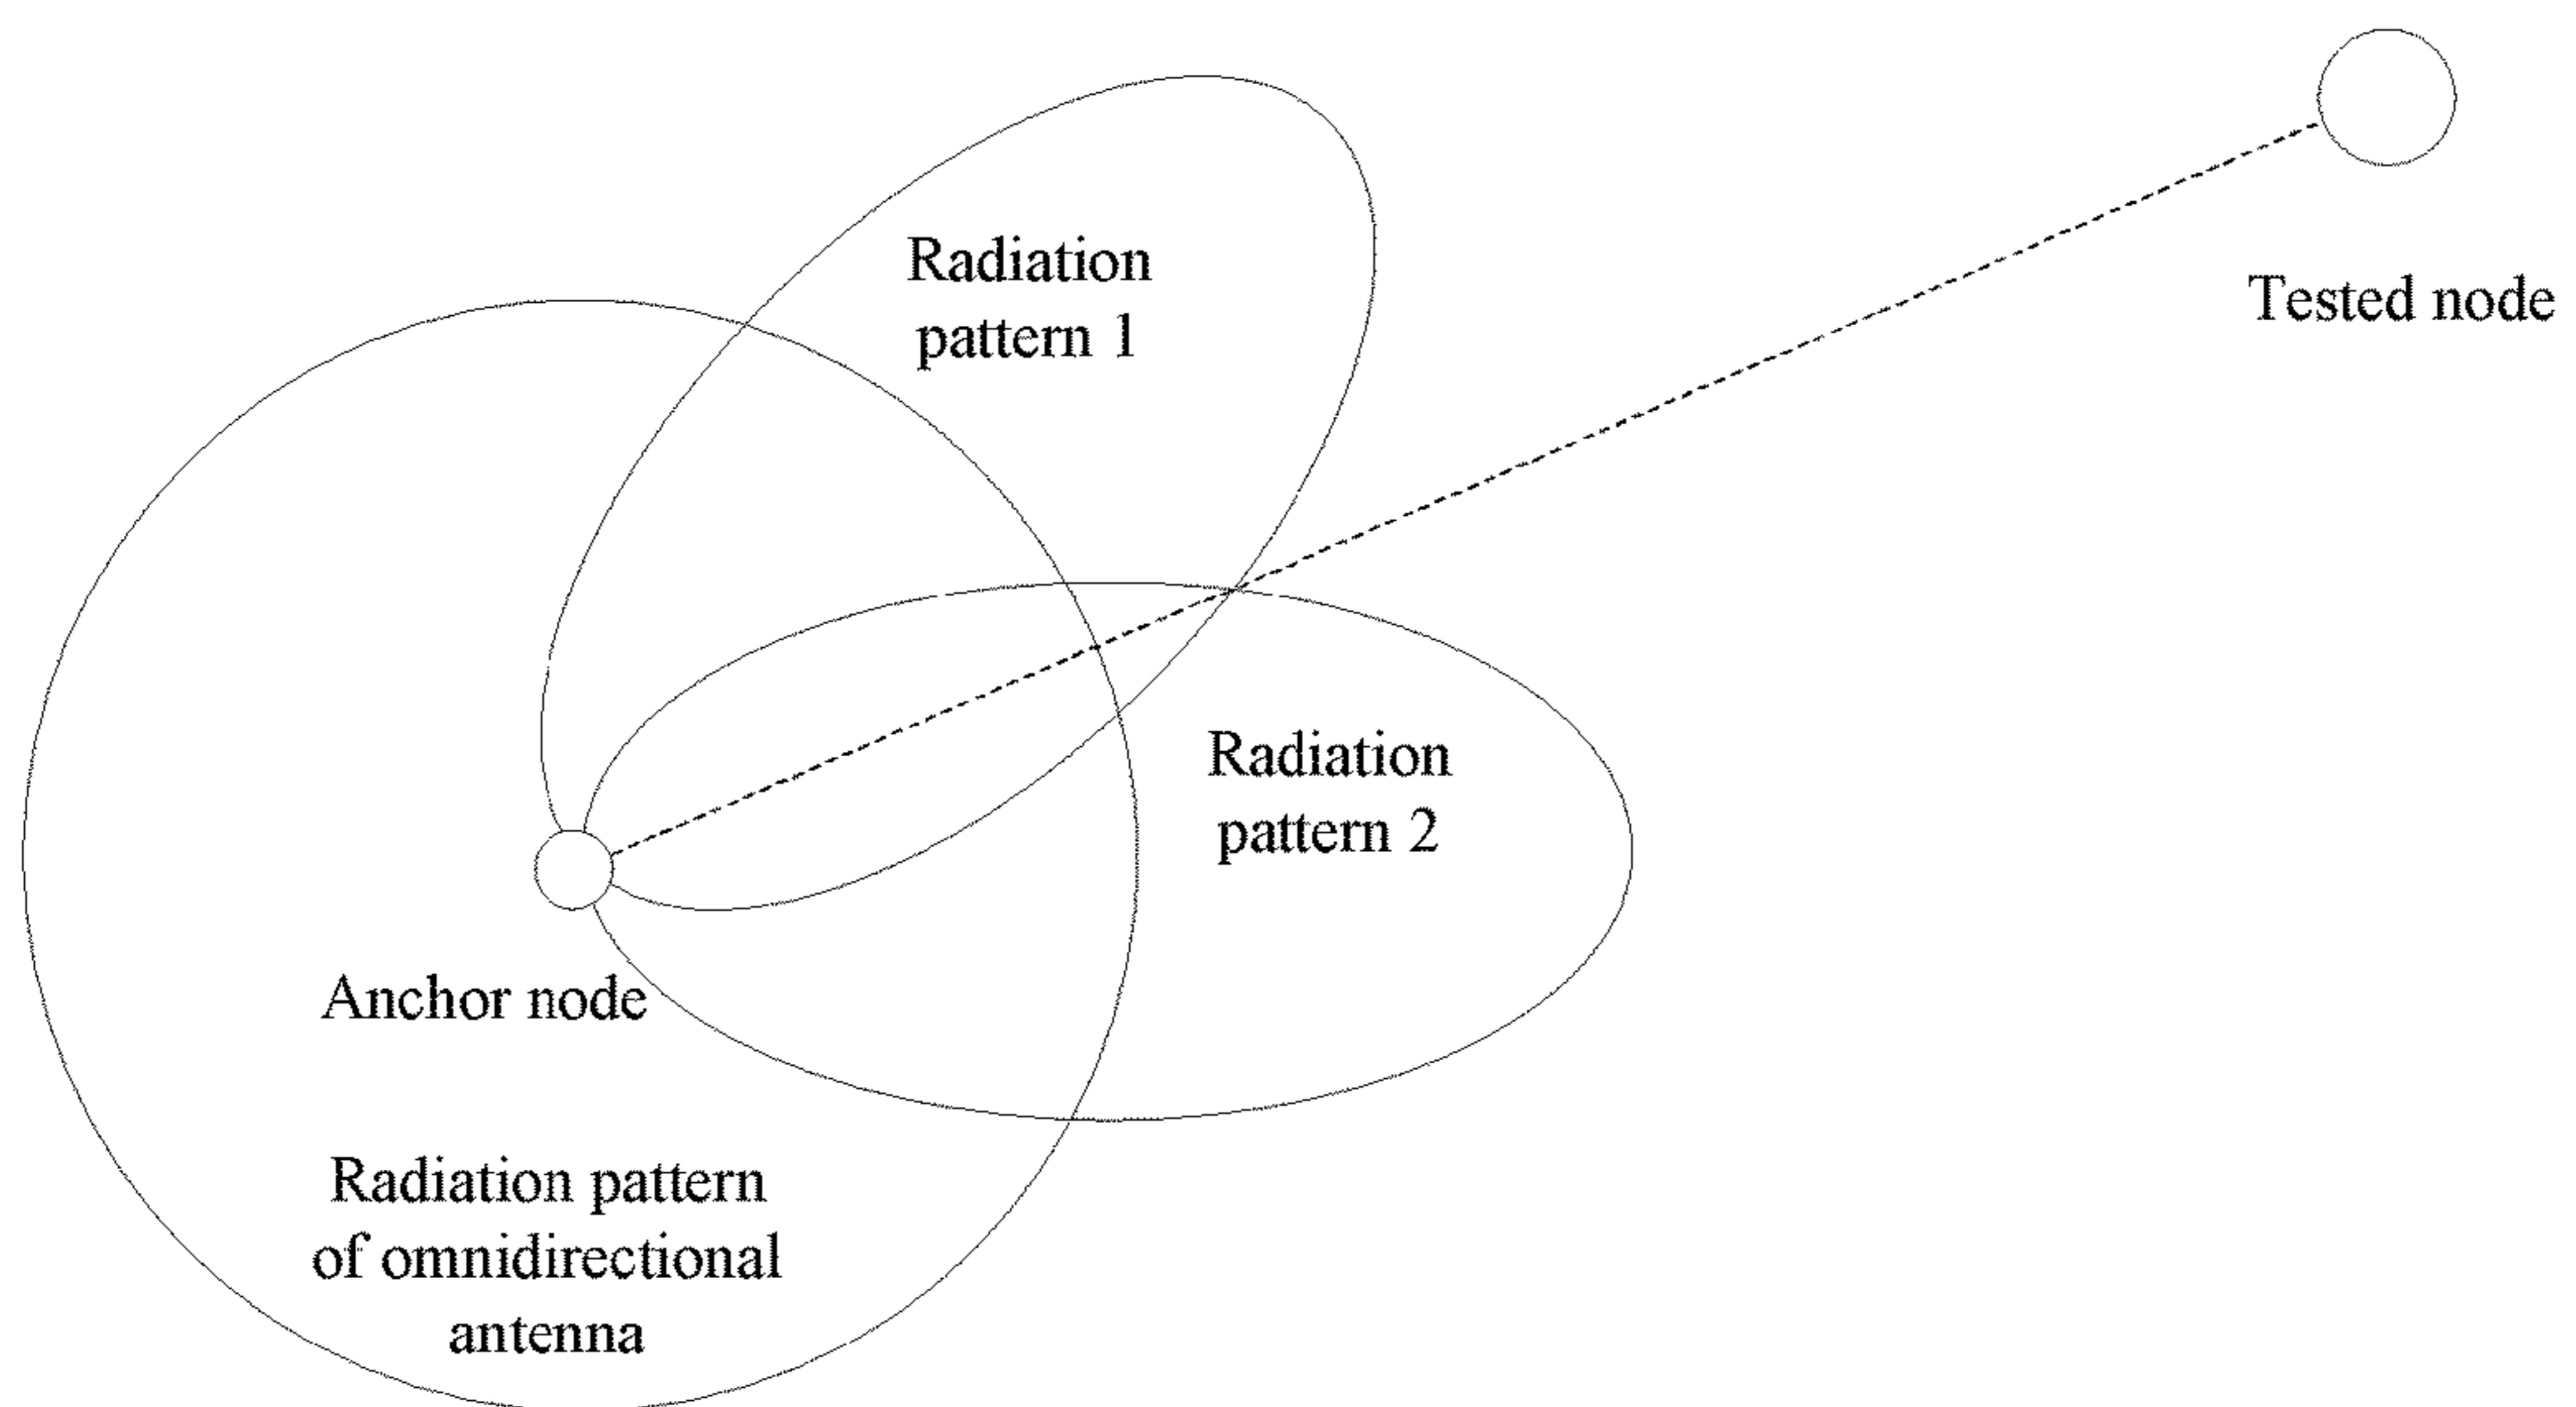 Radiation
pattern 1
Tested node
Radiation
pattern 2
Anchor node
Radiation pattern
of omnidirectional
antenna